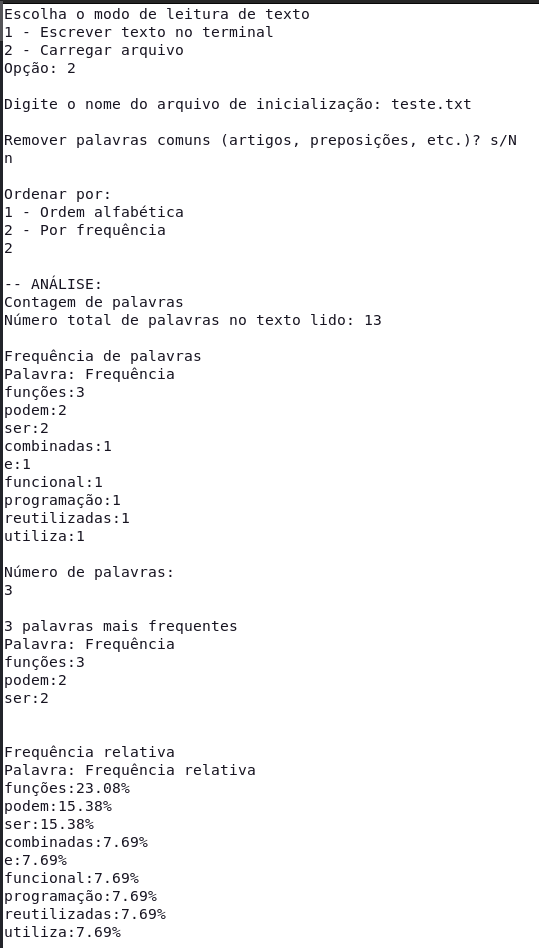 Escolha o modo de leitura de texto
1 - Escrever texto no terminal
2 - Carregar arquivo
Opção: 2
Digite o nome do arquivo de inicialização: teste.txt
Remover palavras comuns (artigos, preposições, etc.)? s/N
n
Ordenar por:
1 - Ordem alfabética
2 - Por frequência
2
-- ANÁLISE:
Contagem de palavras
Número total de palavras no texto lido: 13
Frequência de palavras
Palavra: Frequência
funções:3
podem:2
ser:2
combinadas:1
e:1
funcional:1
programação:1
reutilizadas:1
utiliza:1
Número de palavras:
3
3 palavras mais frequentes
Palavra: Frequência
funções:3
podem:2
ser:2
Frequência relativa
Palavra: Frequência relativa
funções:23.08%
podem:15.38%
ser:15.38%
combinadas:7.69%
e:7.69%
funcional:7.69%
programação:7.69%
reutilizadas:7.69%
utiliza:7.69%